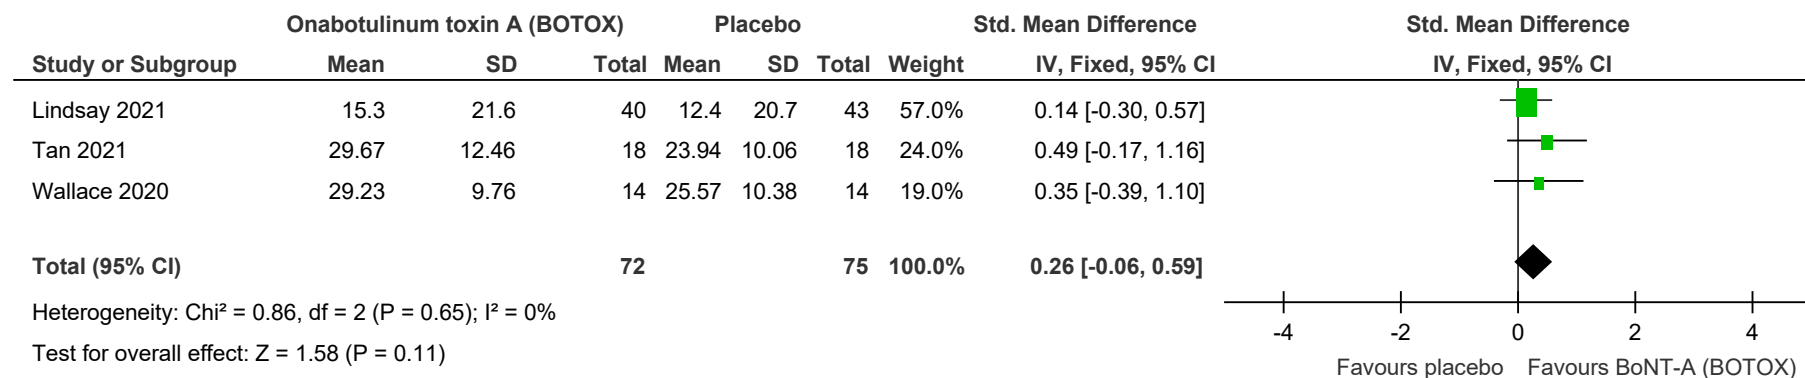 Onabotulinum toxin A (BOTOX) Placebo Std. Mean Difference Std. Mean Difference
Study or Subgroup Mean SD Total Mean SD Total Weight IV, Fixed, 95% CI IV, Fixed, 95% CI
Lindsay 2021 15.3 21.6 40 12.4 20.7 43 57.0% 0.14 [-0.30, 0.57]
Tan 2021 29.67 12.46 18 23.94 10.06 18 24.0% 0.49 [-0.17, 1.16]
Wallace 2020 29.23 9.76 14 25.57 10.38 14 19.0% 0.35 [-0.39, 1.10]
Total (95% CI) 72 75 100.0% 0.26 [-0.06, 0.59]
Heterogeneity: Chi² = 0.86, df = 2 (P = 0.65); I² = 0%
Test for overall effect: Z = 1.58 (P = 0.11)
-4 -2 0 2 4
Favours placebo Favours BoNT-A (BOTOX)